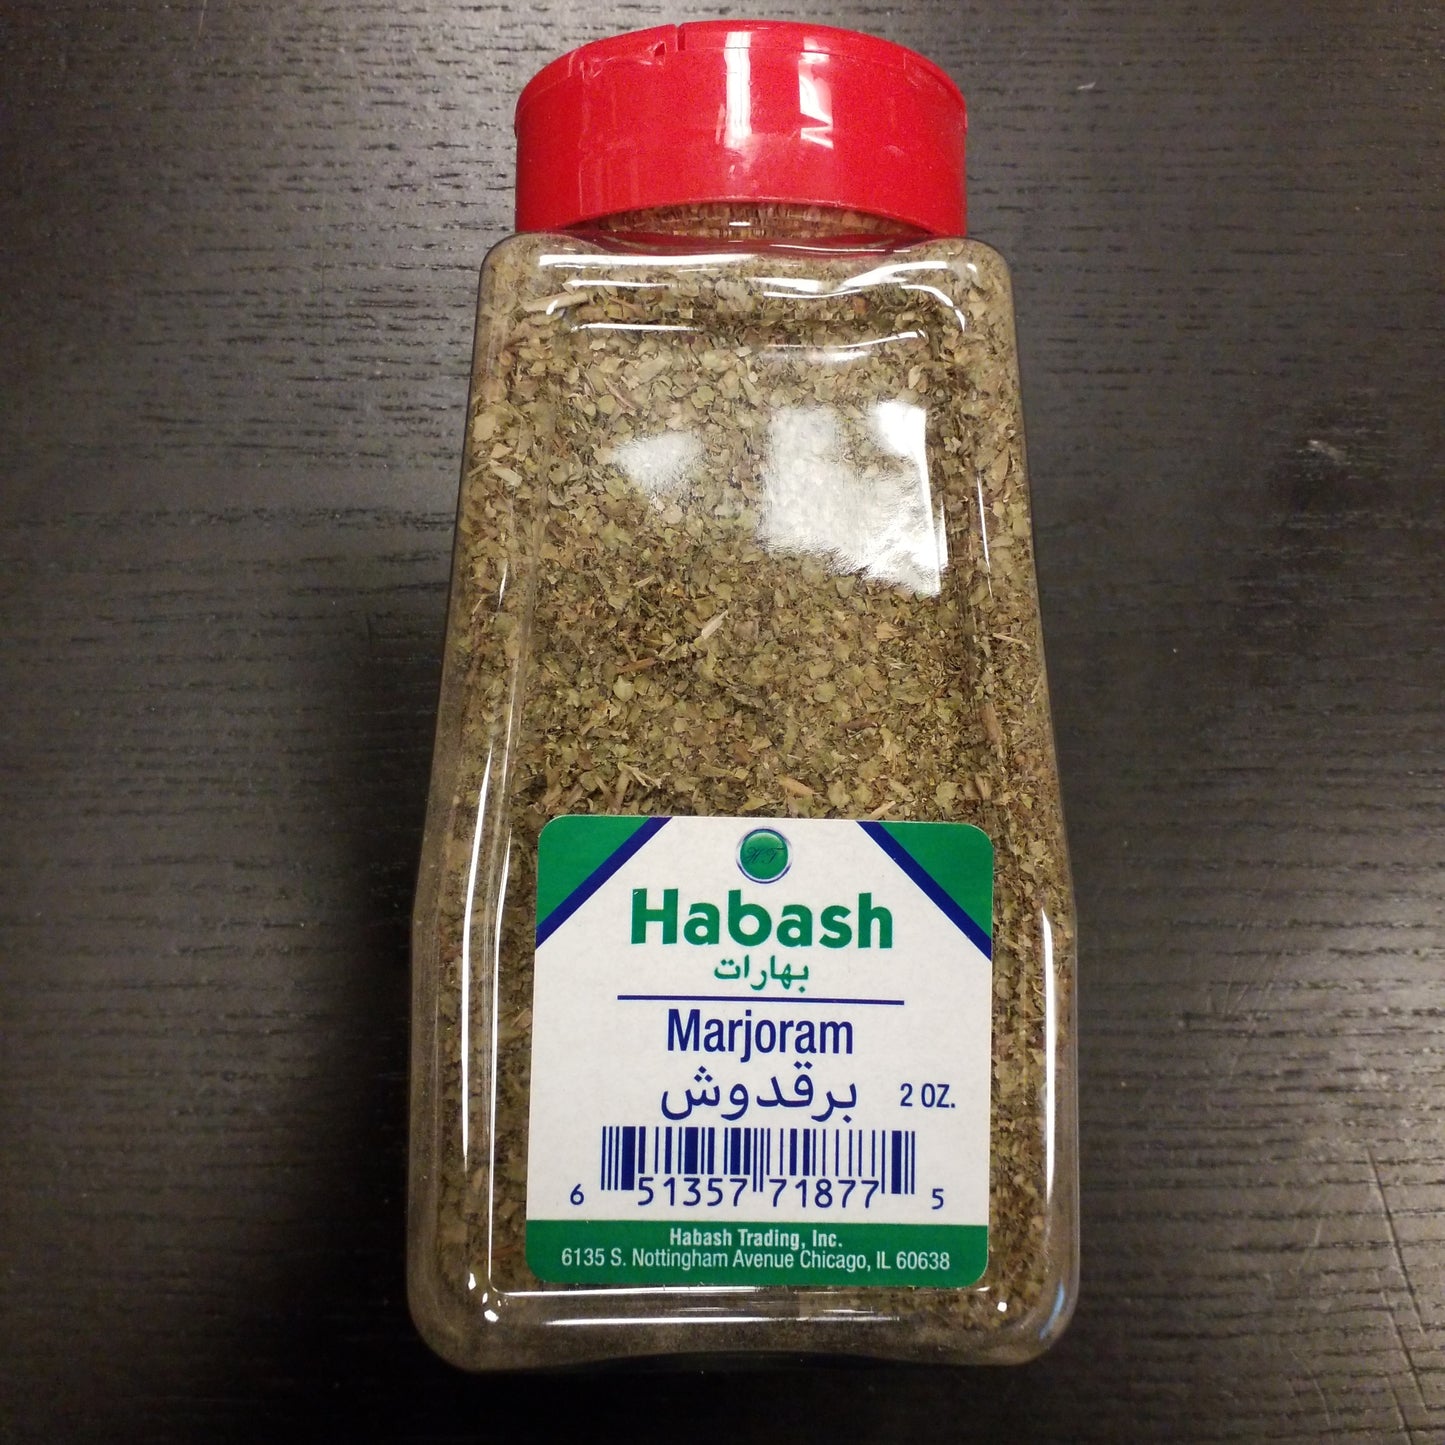 HT
Habash
بهارات
Marjoram
برقدوش 2 OZ.
6 51357 71877 5
Habash Trading, Inc.
6135 S. Nottingham Avenue Chicago, IL 60638